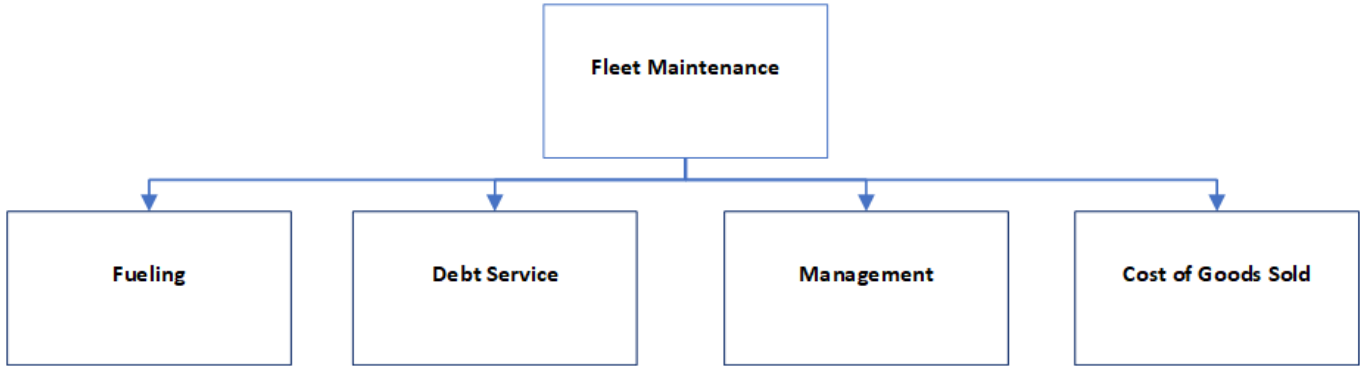 Fleet Maintenance
Fueling
Debt Service
Management
Cost of Goods Sold